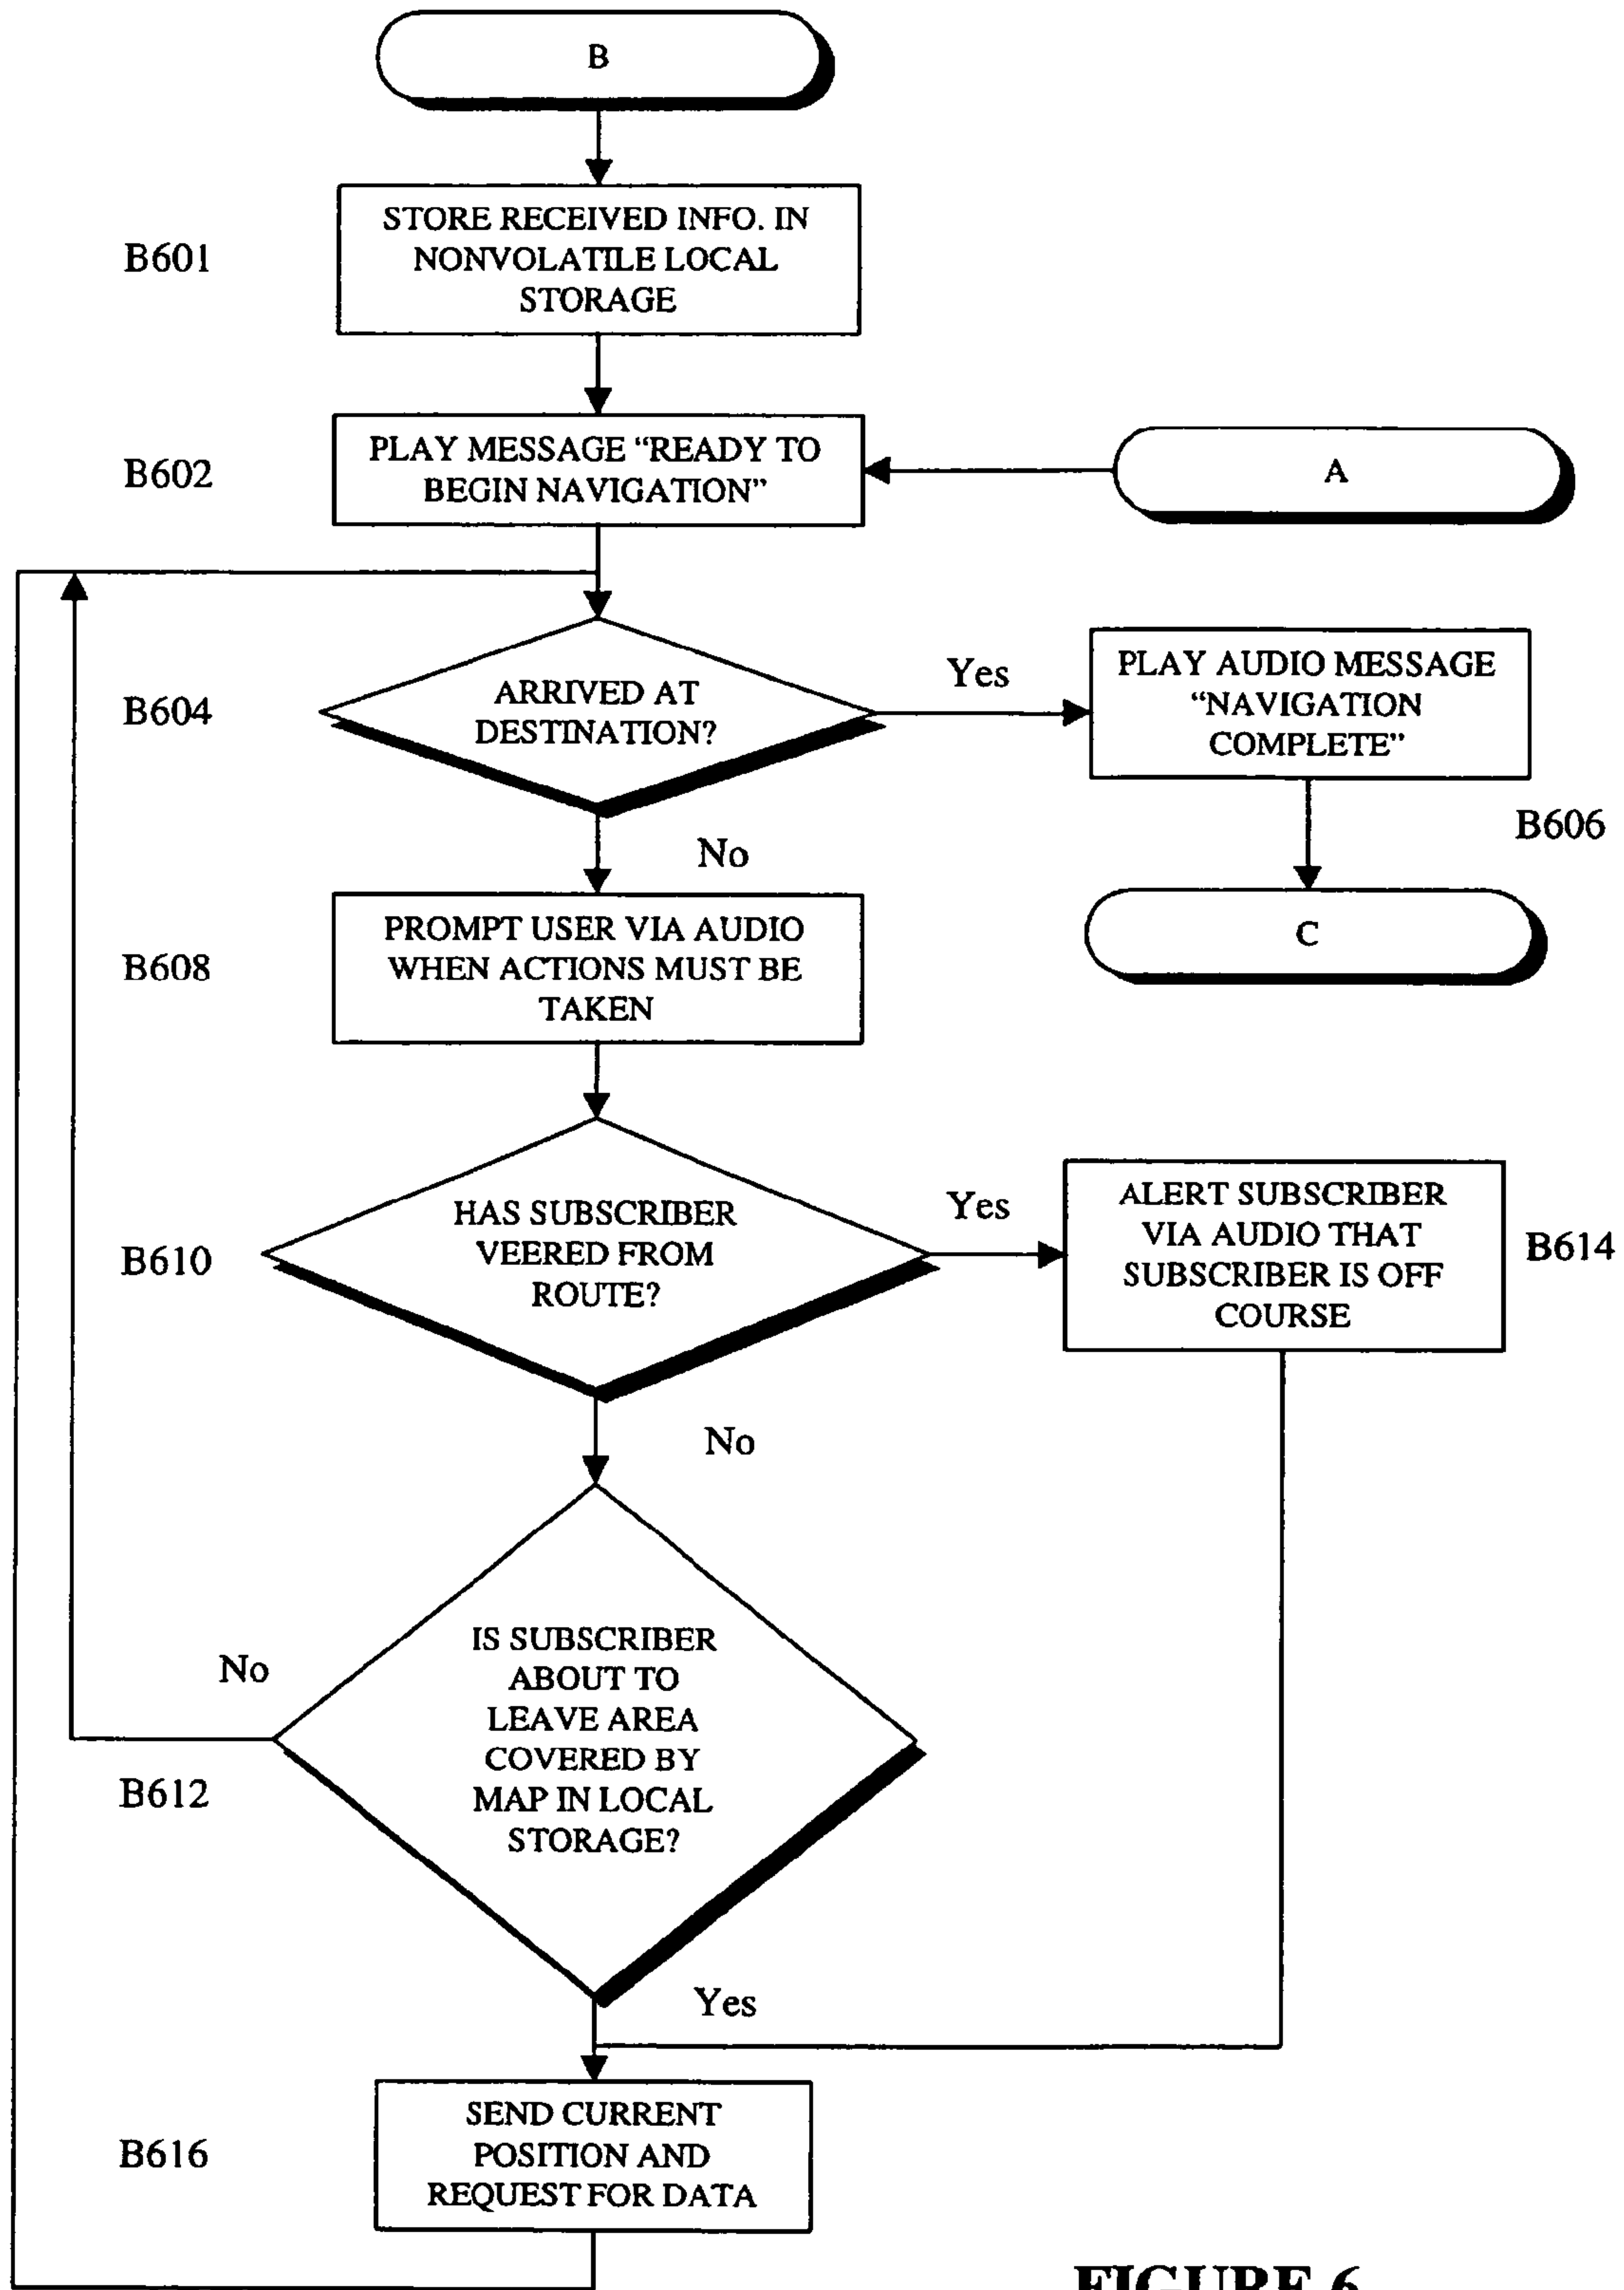 B
B601
STORE RECEIVED INFO. IN
NONVOLATILE LOCAL
STORAGE
B602
PLAY MESSAGE “READY TO
BEGIN NAVIGATION”
A
B604
ARRIVED AT
DESTINATION?
Yes
PLAY AUDIO MESSAGE
“NAVIGATION
COMPLETE”
B606
No
C
B608
PROMPT USER VIA AUDIO
WHEN ACTIONS MUST BE
TAKEN
B610
HAS SUBSCRIBER
VEERED FROM
ROUTE?
Yes
ALERT SUBSCRIBER
VIA AUDIO THAT
SUBSCRIBER IS OFF
COURSE
B614
No
No
B612
IS SUBSCRIBER
ABOUT TO
LEAVE AREA
COVERED BY
MAP IN LOCAL
STORAGE?
Yes
B616
SEND CURRENT
POSITION AND
REQUEST FOR DATA
FIGURE 6